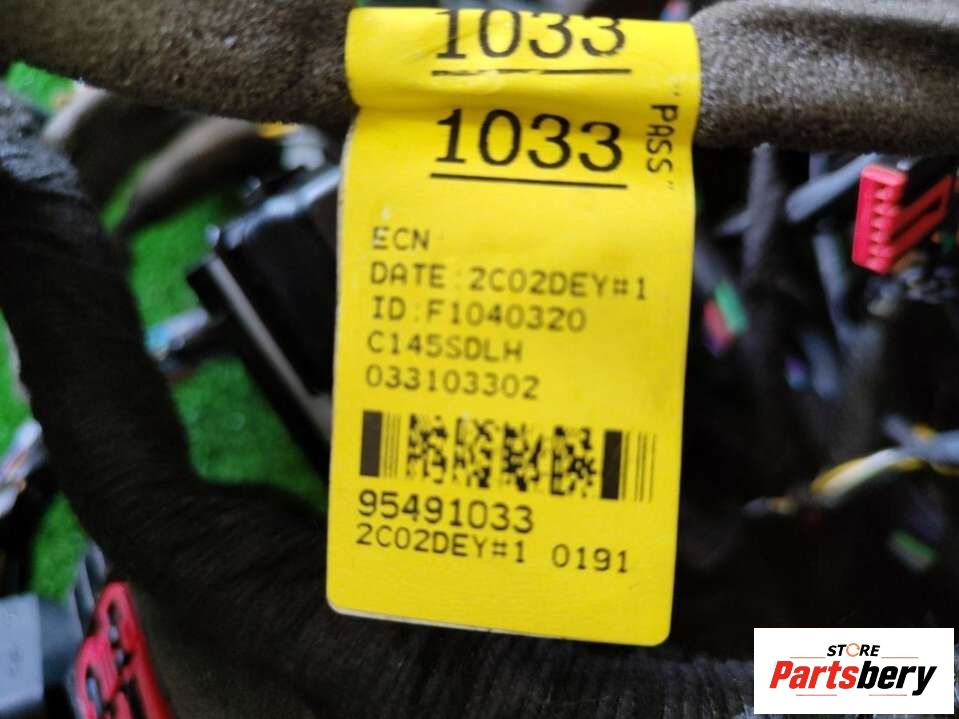 1033
1033
"PASS"
ECN
DATE:2C02DEY#1
ID:F1040320
C145SDLH
033103302
95491033
2C02DEY#1 0191
STORE
Partsbery